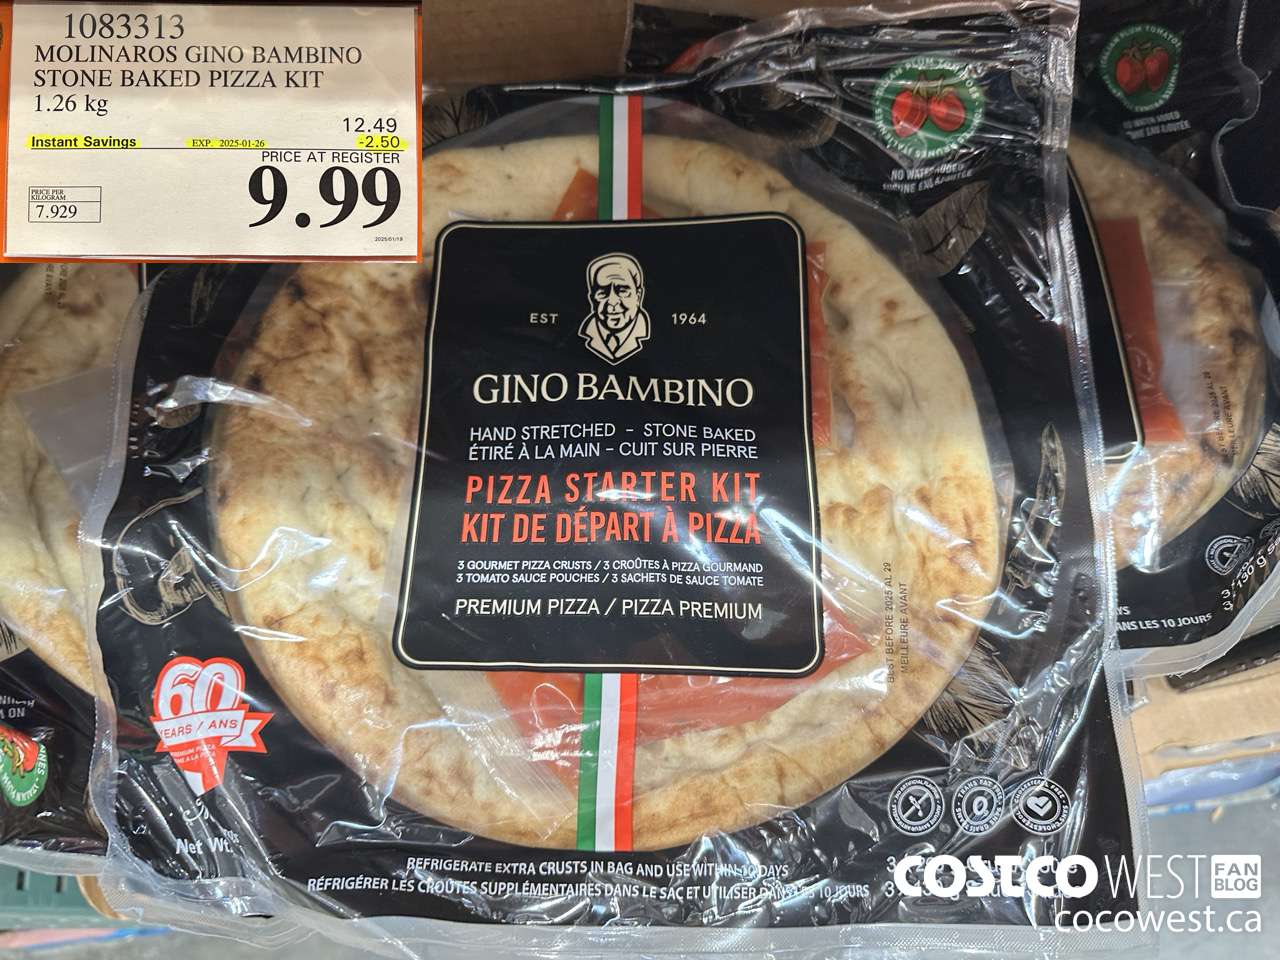 1083313
MOLINAROS GINO BAMBINO
STONE BAKED PIZZA KIT
1.26 kg
12.49
Instant Savings EXP. 2025-01-26 -2.50
PRICE AT REGISTER
9.99
PRICE PER
KILOGRAM
7.929
2025/01/19
NO WATER ADDED
EST 1964
GINO BAMBINO
HAND STRETCHED - STONE BAKED
ÉTIRÉ À LA MAIN - CUIT SUR PIERRE
PIZZA STARTER KIT
KIT DE DÉPART À PIZZA
3 GOURMET PIZZA CRUSTS / 3 CROÛTES À PIZZA GOURMAND
3 TOMATO SAUCE POUCHES / 3 SACHETS DE SAUCE TOMATE
PREMIUM PIZZA / PIZZA PREMIUM
BEST BEFORE 2025 AL 29
MEILLEURE AVANT
60
YEARS / ANS
Net Wt.
REFRIGERATE EXTRA CRUSTS IN BAG AND USE WITHIN 10 DAYS
RÉFRIGÉRER LES CROÛTES SUPPLÉMENTAIRES DANS LE SAC ET UTILISER DANS LES 10 JOURS
ANS LES 10 JOURS
COSTCO WEST FAN BLOG
cocowest.ca